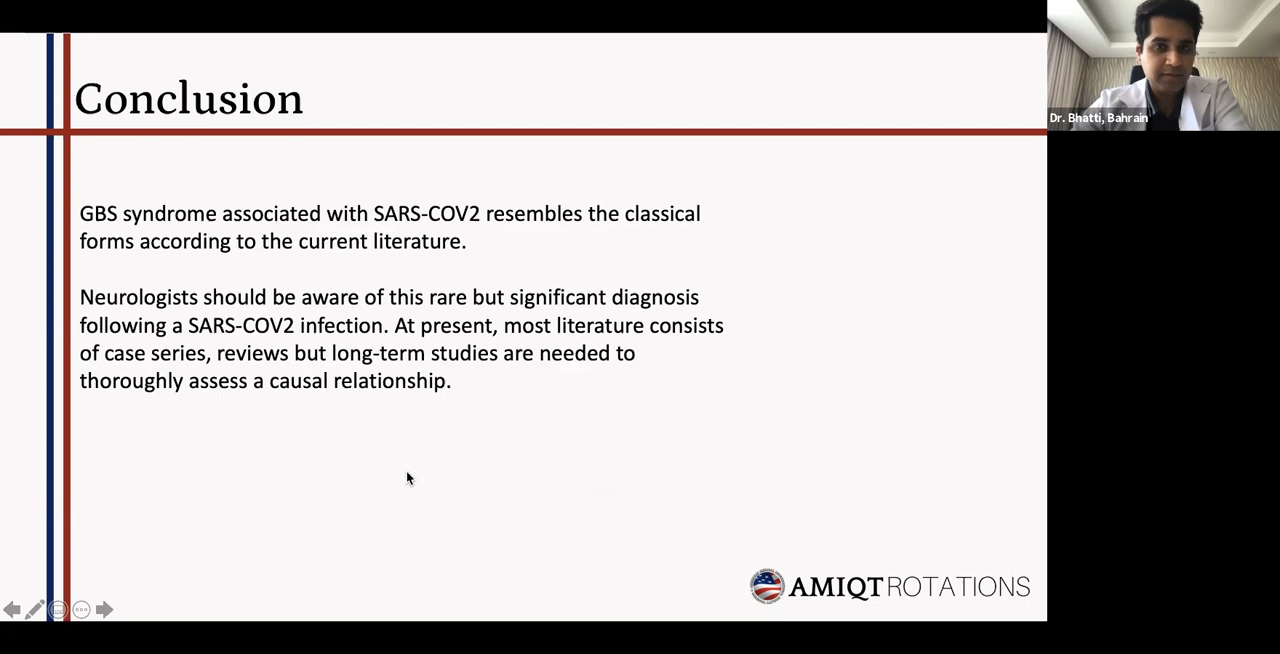 Conclusion
GBS syndrome associated with SARS-COV2 resembles the classical
forms according to the current literature.
Neurologists should be aware of this rare but significant diagnosis
following a SARS-COV2 infection. At present, most literature consists
of case series, reviews but long-term studies are needed to
thoroughly assess a causal relationship.
AMIQT ROTATIONS
Dr. Bhatti, Bahrain